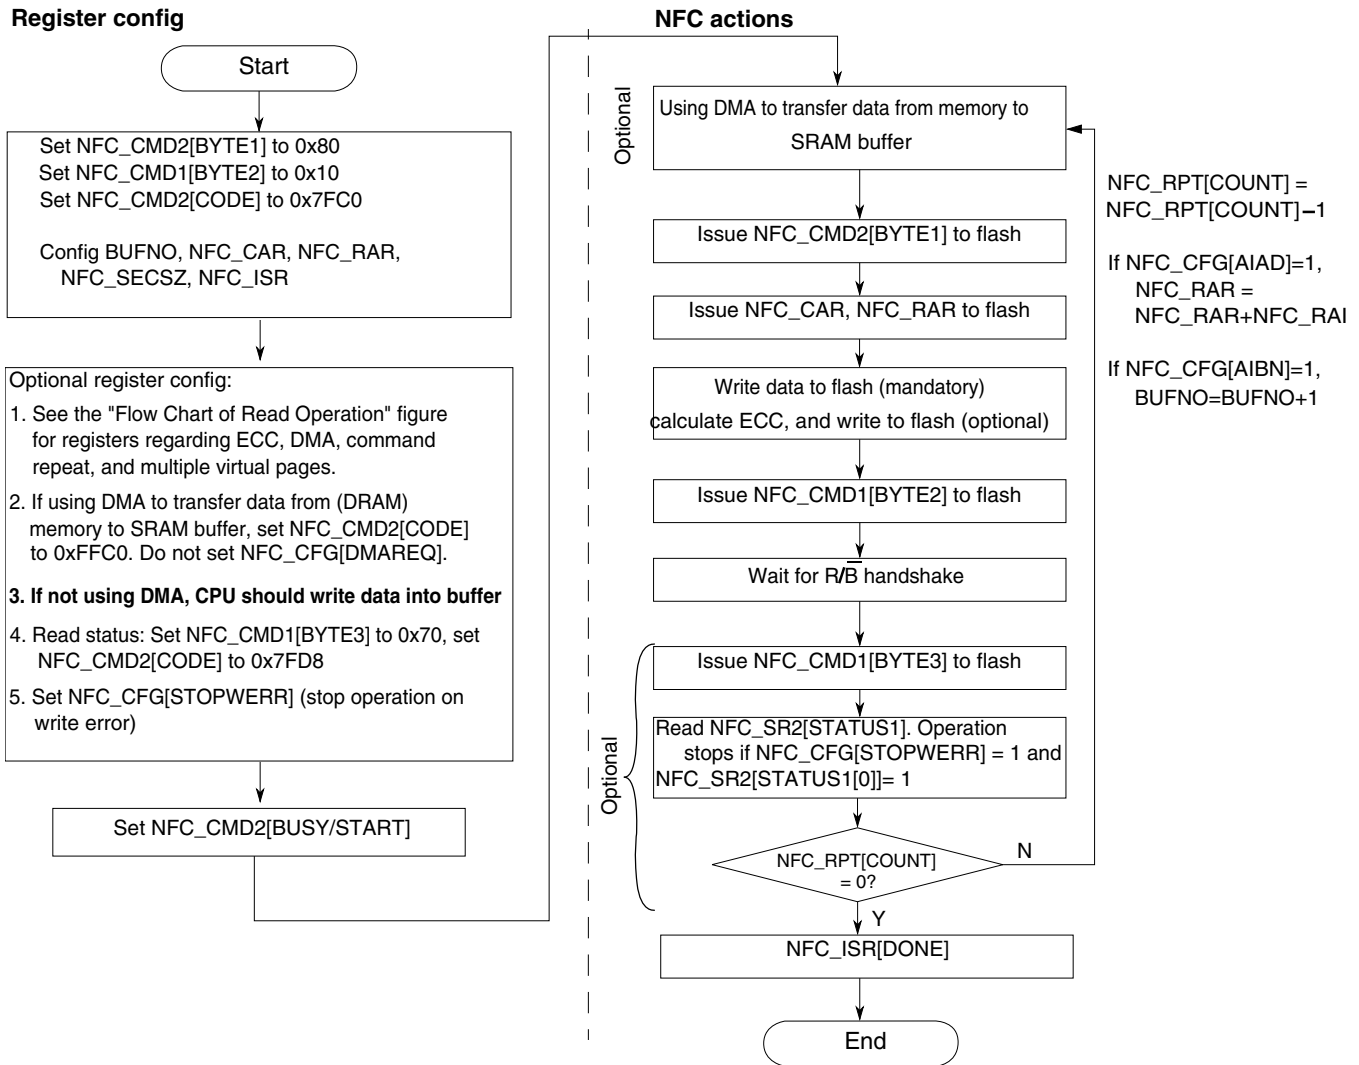 Register config
Start
Set NFC_CMD2[BYTE1] to 0x80
Set NFC_CMD1[BYTE2] to 0x10
Set NFC_CMD2[CODE] to 0x7FC0
Config BUFNO, NFC_CAR, NFC_RAR,
NFC_SECSZ, NFC_ISR
Optional register config:
1. See the "Flow Chart of Read Operation" figure
for registers regarding ECC, DMA, command
repeat, and multiple virtual pages.
2. If using DMA to transfer data from (DRAM)
memory to SRAM buffer, set NFC_CMD2[CODE]
to 0xFFC0. Do not set NFC_CFG[DMAREQ].
3. If not using DMA, CPU should write data into buffer
4. Read status: Set NFC_CMD1[BYTE3] to 0x70, set
NFC_CMD2[CODE] to 0x7FD8
5. Set NFC_CFG[STOPWERR] (stop operation on
write error)
Set NFC_CMD2[BUSY/START]
NFC actions
Optional
Using DMA to transfer data from memory to
SRAM buffer
Issue NFC_CMD2[BYTE1] to flash
Issue NFC_CAR, NFC_RAR to flash
Write data to flash (mandatory)
calculate ECC, and write to flash (optional)
Issue NFC_CMD1[BYTE2] to flash
Wait for R/B̅ handshake
Optional
Issue NFC_CMD1[BYTE3] to flash
Read NFC_SR2[STATUS1]. Operation
stops if NFC_CFG[STOPWERR] = 1 and
NFC_SR2[STATUS1[0]]= 1
NFC_RPT[COUNT]
= 0?
N
Y
NFC_ISR[DONE]
End
NFC_RPT[COUNT] =
NFC_RPT[COUNT]–1
If NFC_CFG[AIAD]=1,
NFC_RAR =
NFC_RAR+NFC_RAI
If NFC_CFG[AIBN]=1,
BUFNO=BUFNO+1